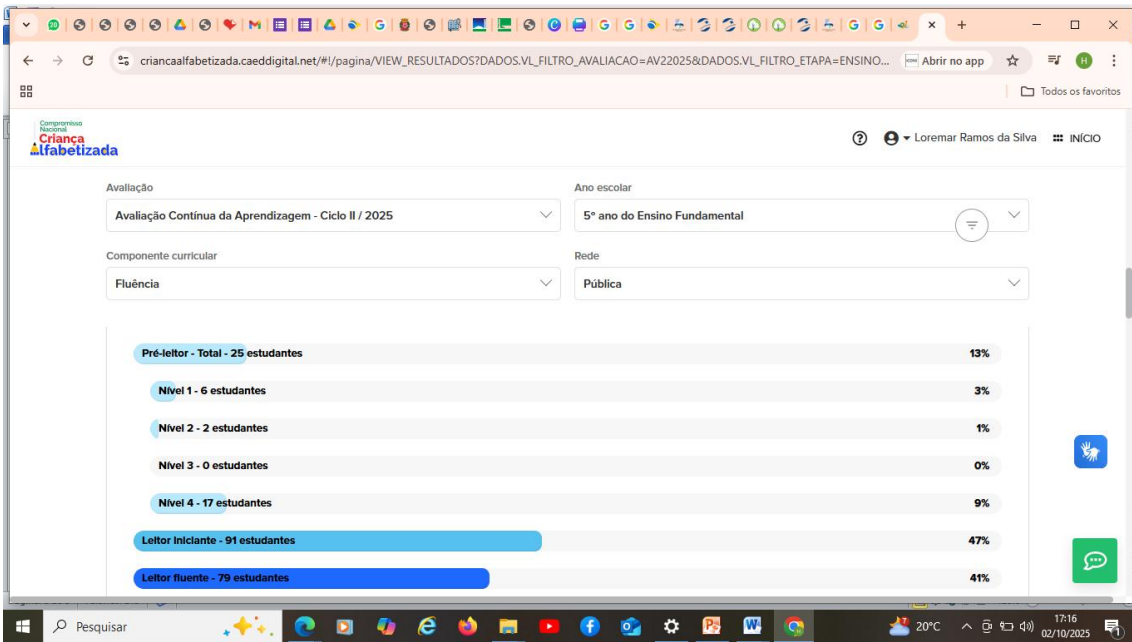 criancaalfabetizada.caeddigital.net/#!/pagina/VIEW_RESULTADOS?DADOS.VL_FILTRO_AVALIACAO=AV22025&DADOS.VL_FILTRO_ETAPA=ENSINO...
Abrir no app
H
Todos os favoritos
Compromisso
Nacional
Criança
Alfabetizada
Loremar Ramos da Silva
INÍCIO
Avaliação
Ano escolar
Avaliação Contínua da Aprendizagem - Ciclo II / 2025
5º ano do Ensino Fundamental
Componente curricular
Rede
Fluência
Pública
Pré-leitor - Total - 25 estudantes 13%
Nível 1 - 6 estudantes 3%
Nível 2 - 2 estudantes 1%
Nível 3 - 0 estudantes 0%
Nível 4 - 17 estudantes 9%
Leitor Iniciante - 91 estudantes 47%
Leitor fluente - 79 estudantes 41%
Pesquisar
20°C
17:16
02/10/2025